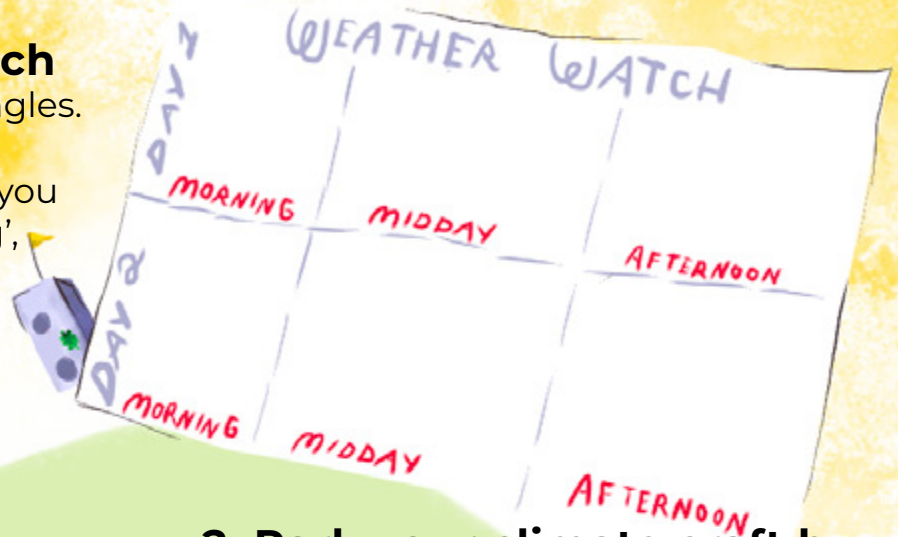 ch
gles.
you
g’,
WEATHER WATCH
DAY 1
MORNING MIDDAY AFTERNOON
DAY 2
MORNING MIDDAY AFTERNOON